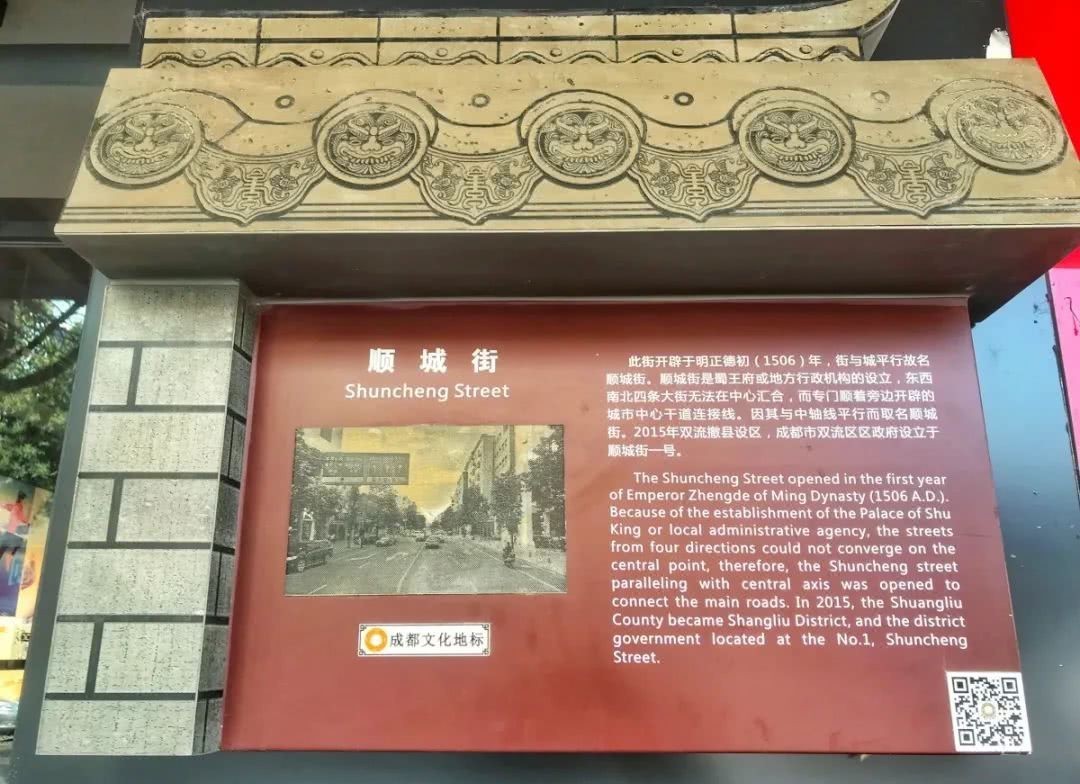 顺城街
Shuncheng Street
此街开辟于明正德初（1506）年，街与城平行故名
顺城街。顺城街是蜀王府或地方行政机构的设立，东西
南北四条大街无法在中心汇合，而专门顺着旁边开辟的
城市中心干道连接线。因其与中轴线平行而取名顺城
街。2015年双流撤县设区，成都市双流区区政府设立于
顺城街一号。
The Shuncheng Street opened in the first year
of Emperor Zhengde of Ming Dynasty (1506 A.D.).
Because of the establishment of the Palace of Shu
King or local administrative agency, the streets
from four directions could not converge on the
central point, therefore, the Shuncheng street
paralleling with central axis was opened to
connect the main roads. In 2015, the Shuangliu
County became Shangliu District, and the district
government located at the No.1, Shuncheng
Street.
成都文化地标